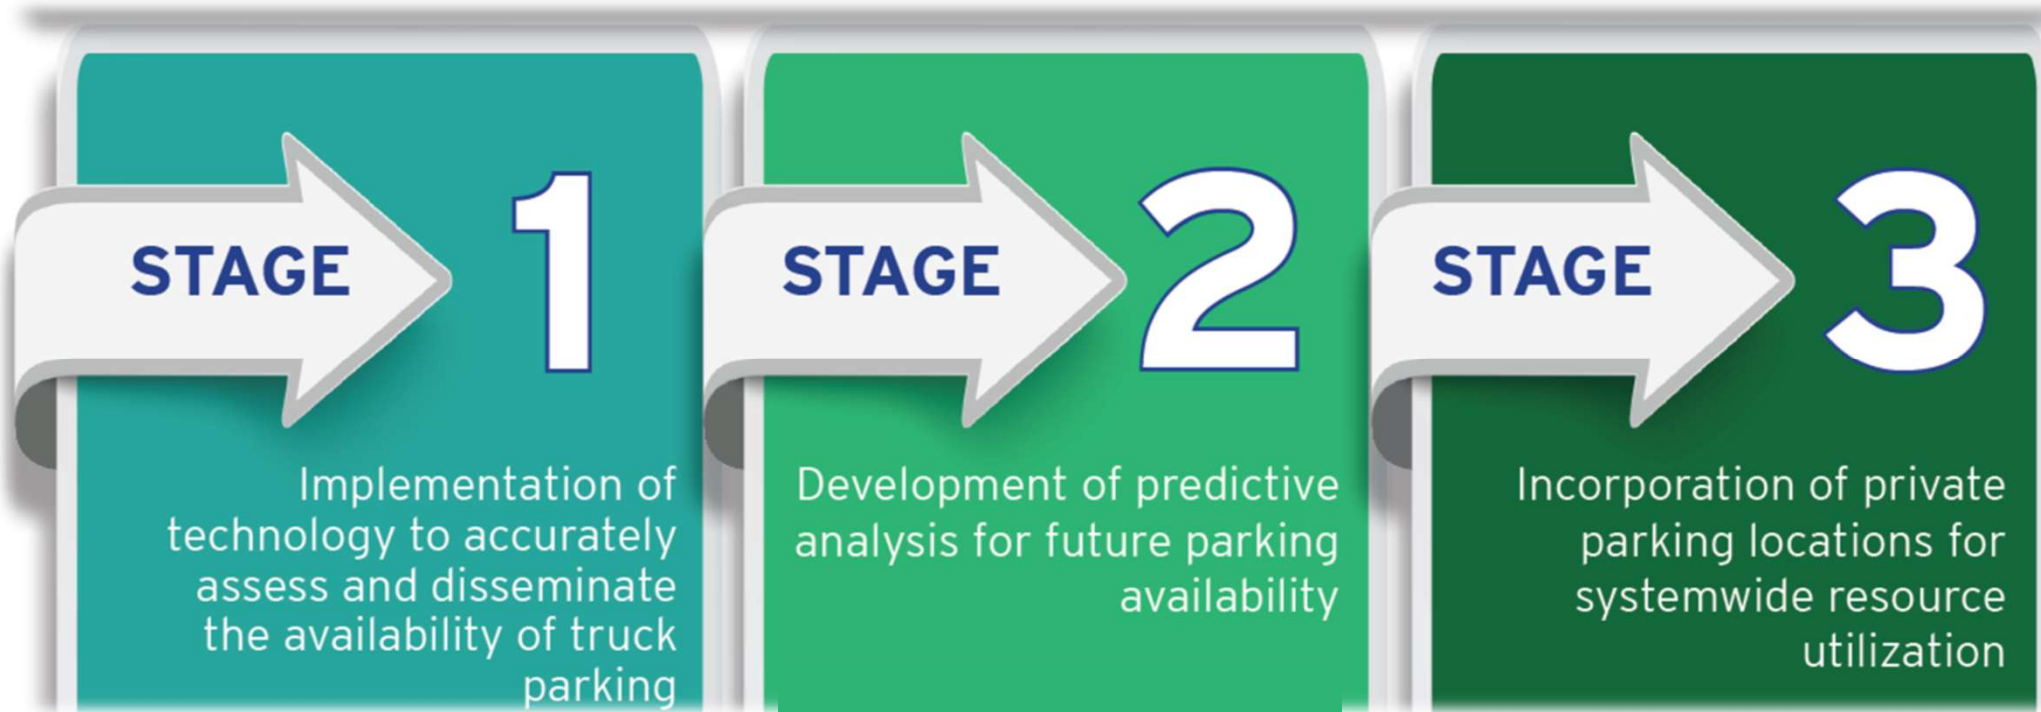 STAGE 1
Implementation of
technology to accurately
assess and disseminate
the availability of truck
parking
STAGE 2
Development of predictive
analysis for future parking
availability
STAGE 3
Incorporation of private
parking locations for
systemwide resource
utilization